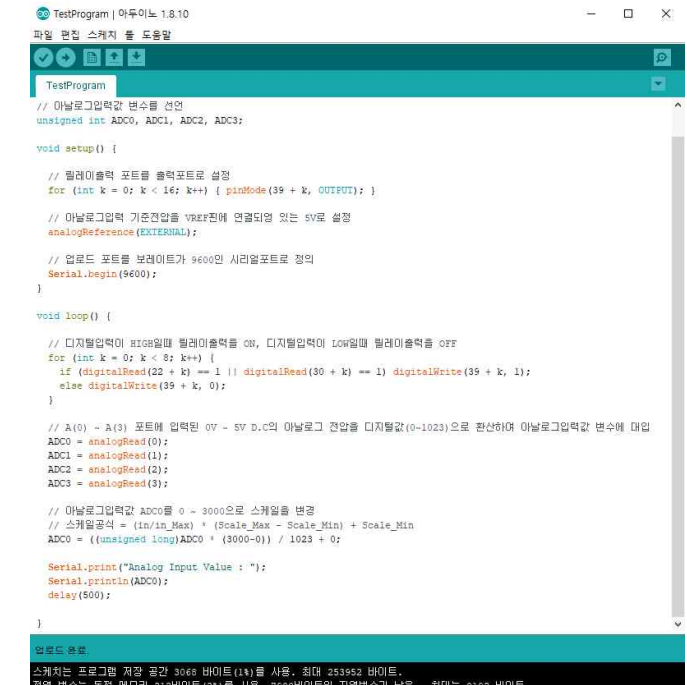 TestProgram | 아두이노 1.8.10
파일 편집 스케치 툴 도움말
TestProgram
// 아날로그입력값 변수를 선언
unsigned int ADC0, ADC1, ADC2, ADC3;
void setup() {
// 릴레이출력 포트를 출력포트로 설정
for (int k = 0; k < 16; k++) { pinMode(39 + k, OUTPUT); }
// 아날로그입력 기준전압을 VREF핀에 연결되영 있는 5V로 설정
analogReference(EXTERNAL);
// 업로드 포트를 보레이트가 9600인 시리얼포트로 정의
Serial.begin(9600);
}
void loop() {
// 디지털입력이 HIGH일때 릴레이출력을 ON, 디지털입력이 LOW일때 릴레이출력을 OFF
for (int k = 0; k < 8; k++) {
if (digitalRead(22 + k) == 1 || digitalRead(30 + k) == 1) digitalWrite(39 + k, 1);
else digitalWrite(39 + k, 0);
}
// A(0) ~ A(3) 포트에 입력된 0V ~ 5V D.C의 아날로그 전압을 디지털값(0~1023)으로 환산하여 아날로그입력값 변수에 대입
ADC0 = analogRead(0);
ADC1 = analogRead(1);
ADC2 = analogRead(2);
ADC3 = analogRead(3);
// 아날로그입력값 ADC0를 0 ~ 3000으로 스케일을 변경
// 스케일공식 = (in/in_Max) * (Scale_Max - Scale_Min) + Scale_Min
ADC0 = ((unsigned long)ADC0 * (3000-0)) / 1023 + 0;
Serial.print("Analog Input Value : ");
Serial.println(ADC0);
delay(500);
}
업로드 완료.
스케치는 프로그램 저장 공간 3068 바이트(1%)를 사용. 최대 253952 바이트.